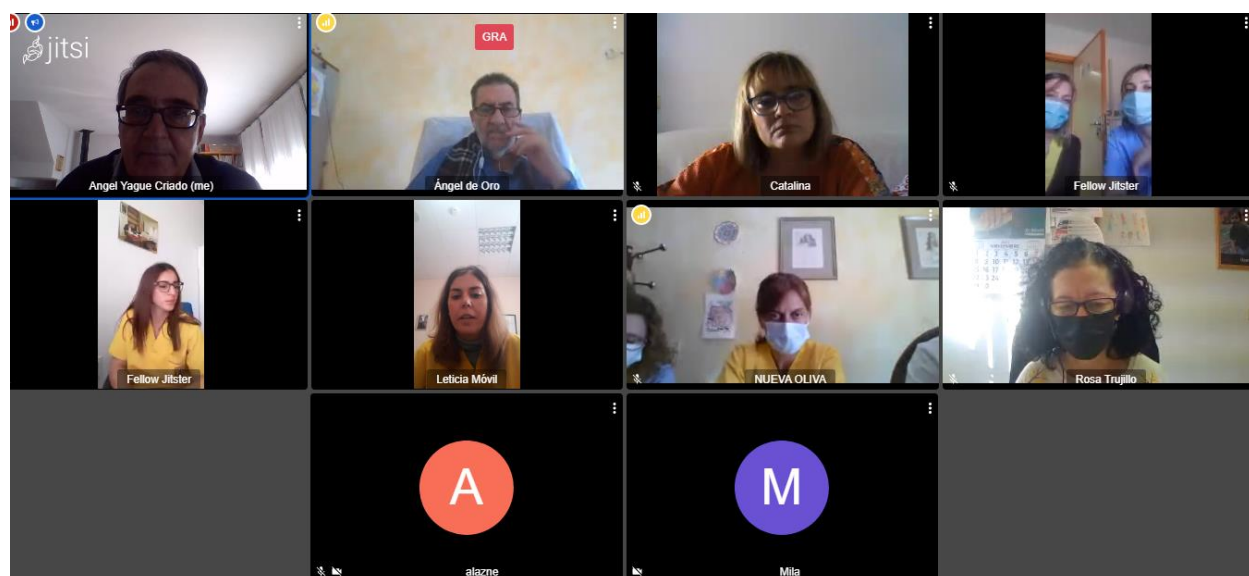 jitsi
GRA
Angel Yague Criado (me)
Ángel de Oro
Catalina
Fellow Jitster
Fellow Jitster
Leticia Móvil
NUEVA OLIVA
Rosa Trujillo
A
M
alazne
Mila